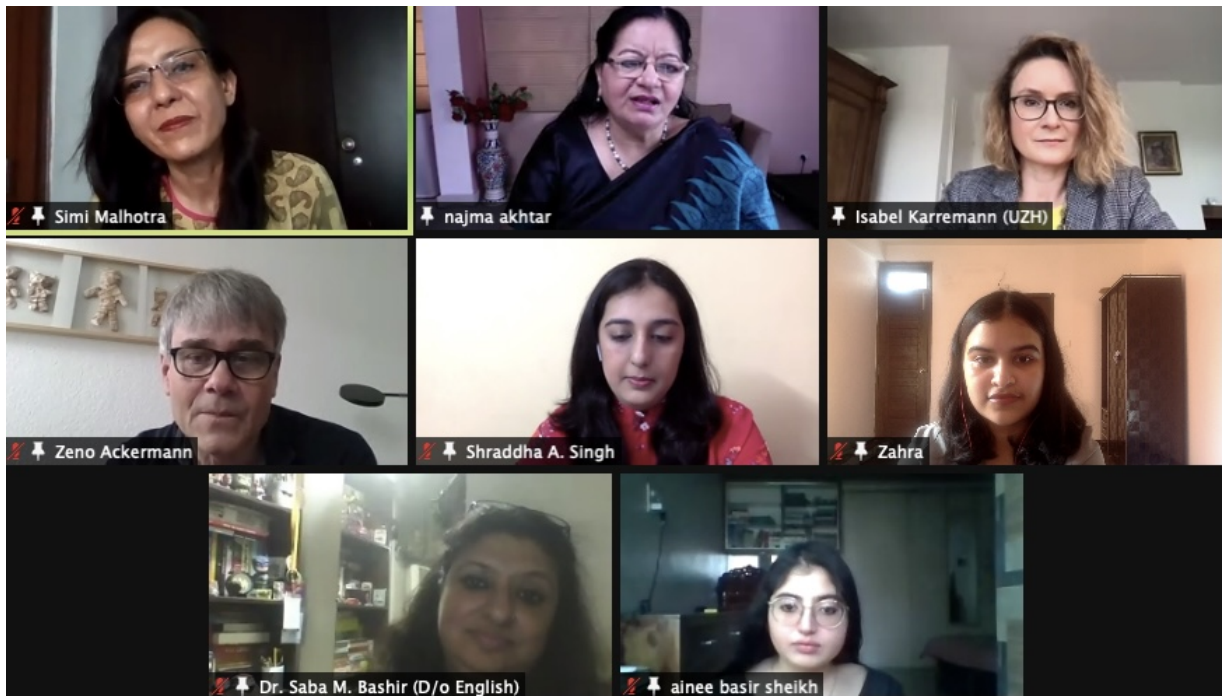 Simi Malhotra
najma akhtar
Isabel Karremann (UZH)
Zeno Ackermann
Shraddha A. Singh
Zahra
Dr. Saba M. Bashir (D/o English)
ainee basir sheikh